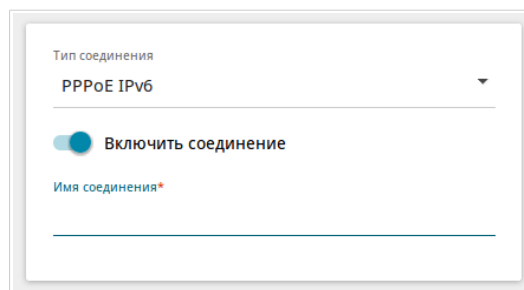 Тип соединения
PPPoE IPv6
Включить соединение
Имя соединения*